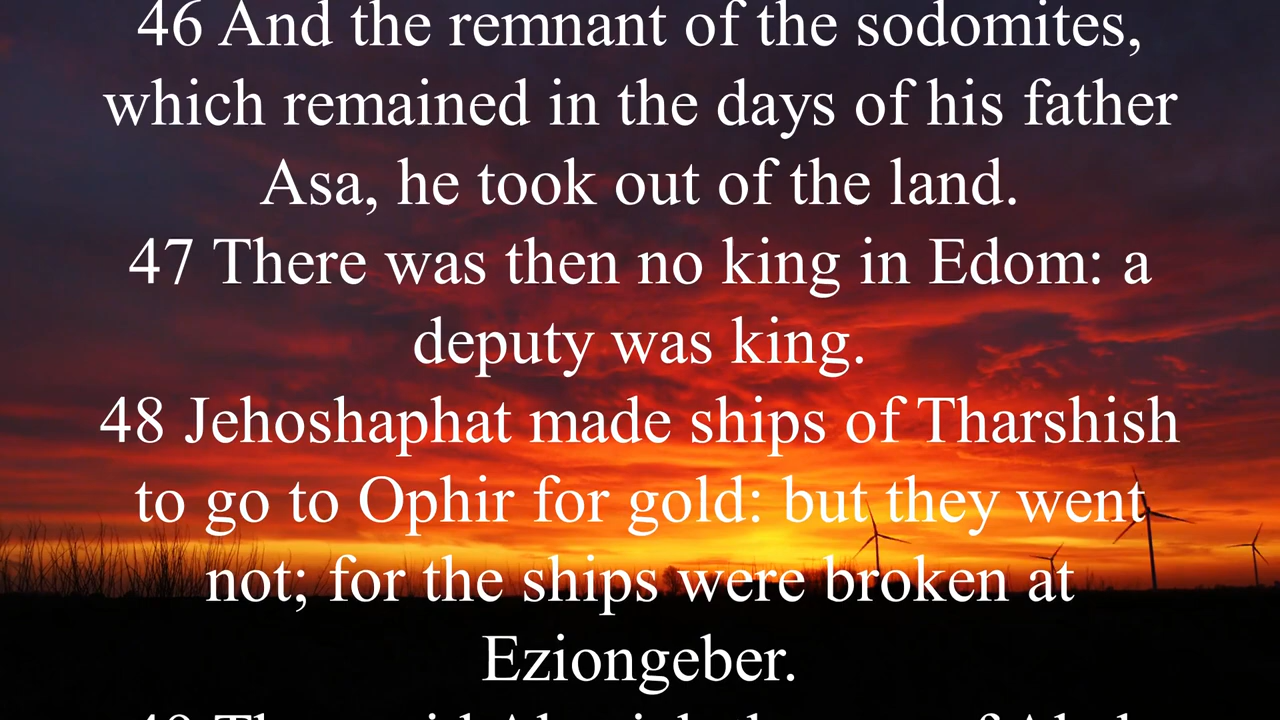 46 And the remnant of the sodomites,
which remained in the days of his father
Asa, he took out of the land.
47 There was then no king in Edom: a
deputy was king.
48 Jehoshaphat made ships of Tharshish
to go to Ophir for gold: but they went
not; for the ships were broken at
Eziongeber.